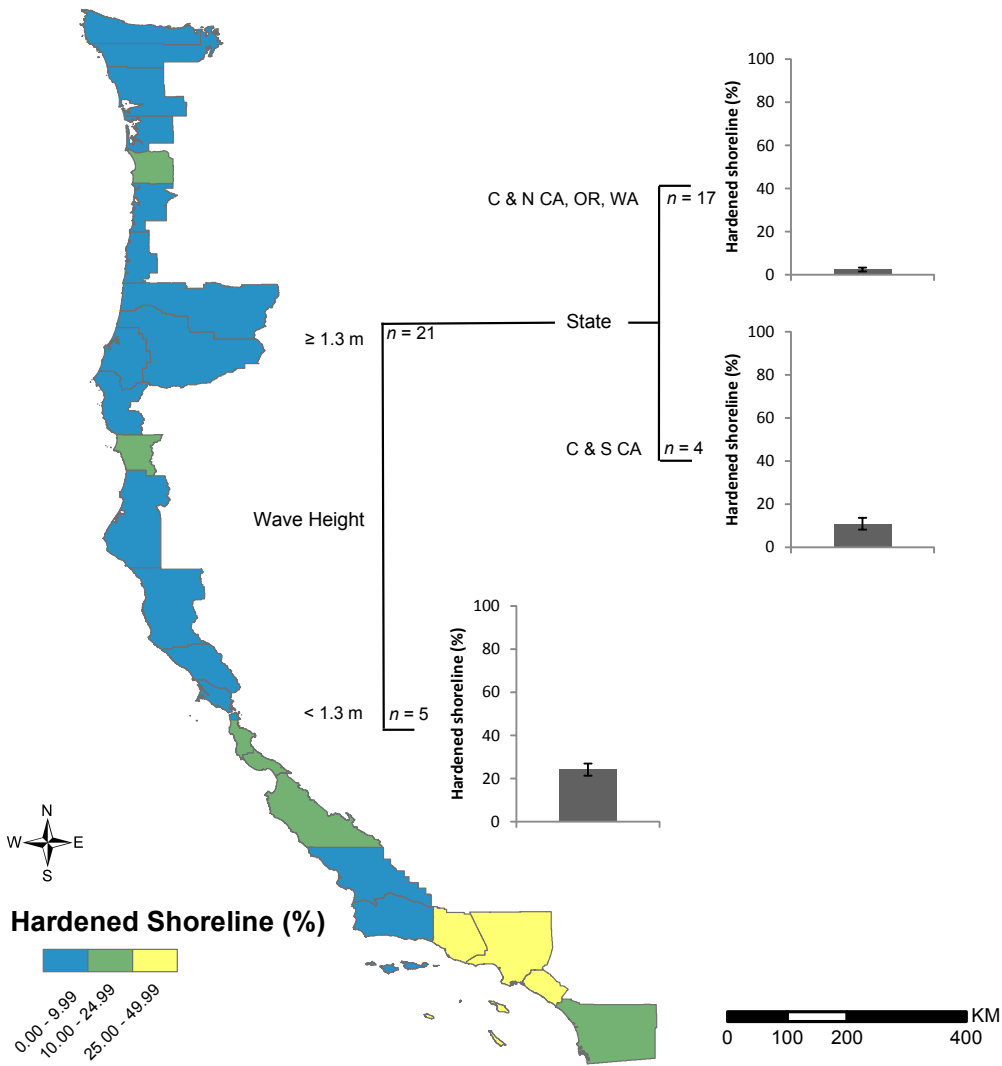 100
80
60
40
20
0
Hardened shoreline (%)
C & N CA, OR, WA
n = 17
≥ 1.3 m
n = 21
State
100
80
60
40
20
0
Hardened shoreline (%)
C & S CA
n = 4
Wave Height
< 1.3 m
n = 5
100
80
60
40
20
0
Hardened shoreline (%)
N
W
E
S
Hardened Shoreline (%)
0.00 - 9.99
10.00 - 24.99
25.00 - 49.99
KM
0
100
200
400